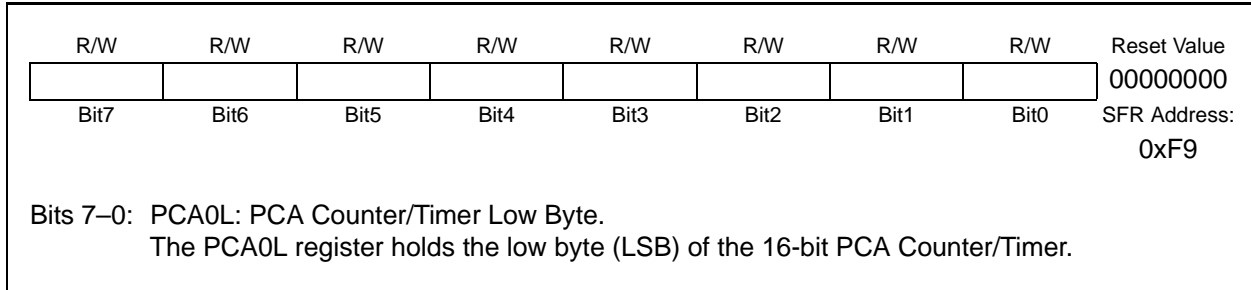 R/W R/W R/W R/W R/W R/W R/W R/W Reset Value
00000000
Bit7 Bit6 Bit5 Bit4 Bit3 Bit2 Bit1 Bit0 SFR Address:
0xF9
Bits 7–0: PCA0L: PCA Counter/Timer Low Byte.
The PCA0L register holds the low byte (LSB) of the 16-bit PCA Counter/Timer.